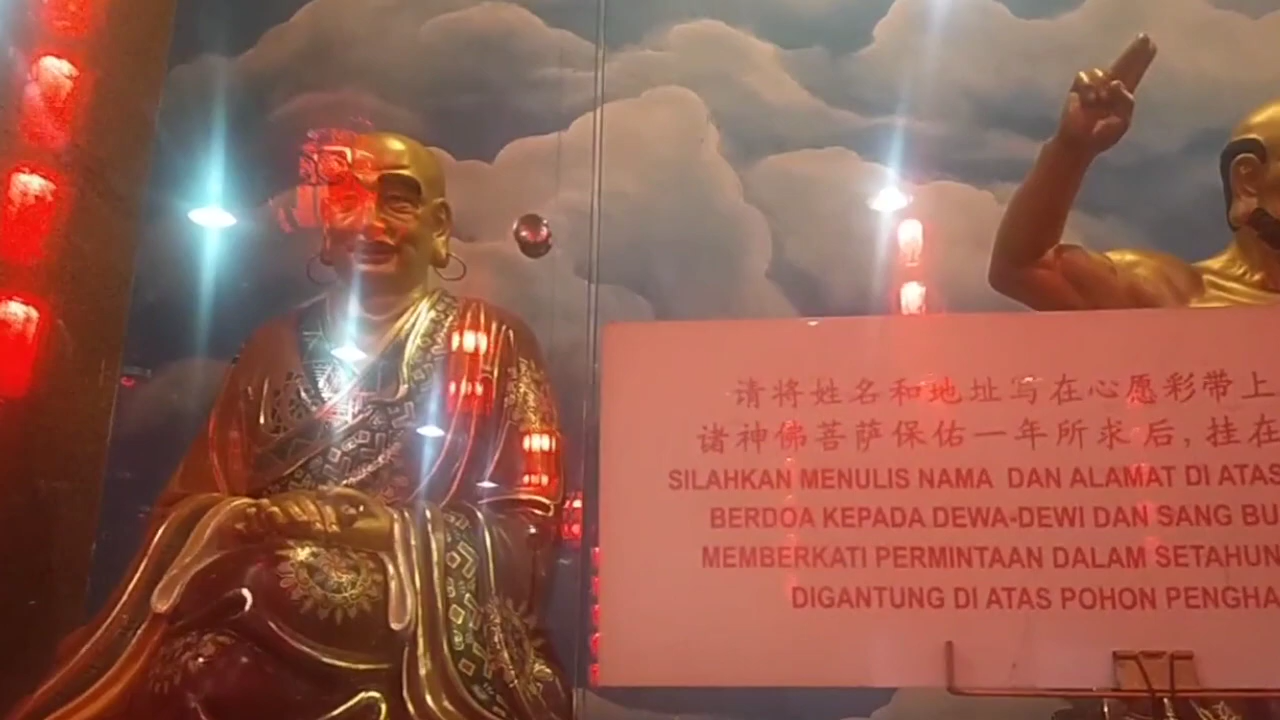 请将姓名和地址写在心愿彩带上
诸神佛菩萨保佑一年所求后,挂在
SILAHKAN MENULIS NAMA DAN ALAMAT DI ATAS
BERDOA KEPADA DEWA-DEWI DAN SANG BU
MEMBERKATI PERMINTAAN DALAM SETAHUN
DIGANTUNG DI ATAS POHON PENGHA